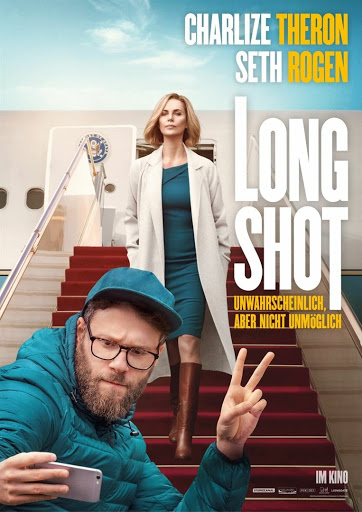 CHARLIZE THERON
SETH ROGEN
LONG
SHOT
UNWAHRSCHEINLICH,
ABER NICHT UNMÖGLICH
IM KINO